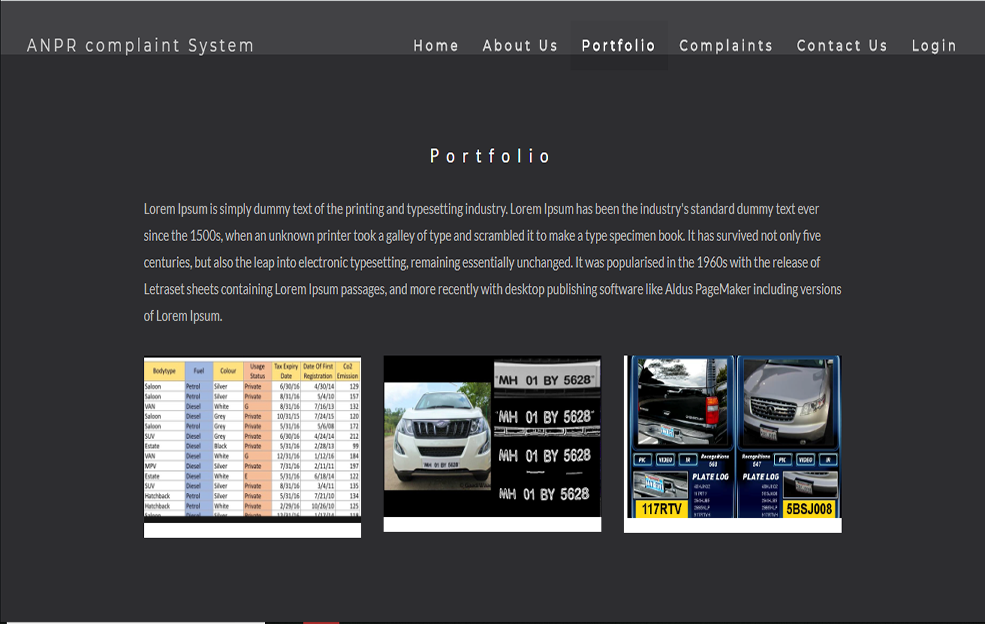 ANPR complaint System
Home About Us Portfolio Complaints Contact Us Login
Portfolio
Lorem Ipsum is simply dummy text of the printing and typesetting industry. Lorem Ipsum has been the industry's standard dummy text ever
since the 1500s, when an unknown printer took a galley of type and scrambled it to make a type specimen book. It has survived not only five
centuries, but also the leap into electronic typesetting, remaining essentially unchanged. It was popularised in the 1960s with the release of
Letraset sheets containing Lorem Ipsum passages, and more recently with desktop publishing software like Aldus PageMaker including versions
of Lorem Ipsum.
Bodytype Fuel Colour Usage Status Tax Expiry Date Date Of First Registration Co2 Emission
Saloon Petrol Silver Private 6/30/16 4/30/14 129
Saloon Petrol Silver Private 8/31/16 5/4/10 157
VAN Diesel White G 8/31/16 7/16/13 132
Saloon Diesel Grey Private 10/31/15 7/24/15 120
Saloon Petrol Grey Private 5/31/16 5/6/08 172
SUV Diesel Grey Private 6/30/16 4/24/14 212
Estate Diesel Black Private 5/31/16 2/28/13 99
VAN Diesel White G 12/31/16 1/12/16 184
MPV Diesel Silver Private 7/31/16 2/11/11 197
Estate Diesel White E 5/31/16 6/18/14 122
SUV Diesel Silver Private 8/31/16 3/4/11 135
Hatchback Petrol Silver Private 5/31/16 7/21/10 134
Hatchback Petrol White Private 2/29/16 10/26/10 125
MH 01 BY 5628
MH 01 BY 5628
MH 01 BY 5628
MH 01 BY 5628
MH 01 BY 5628
PIC VIDEO IR Recognitions 648
Recognitions 647 PIC VIDEO IR
PLATE LOG
PLATE LOG
117RTV
5BSJ008